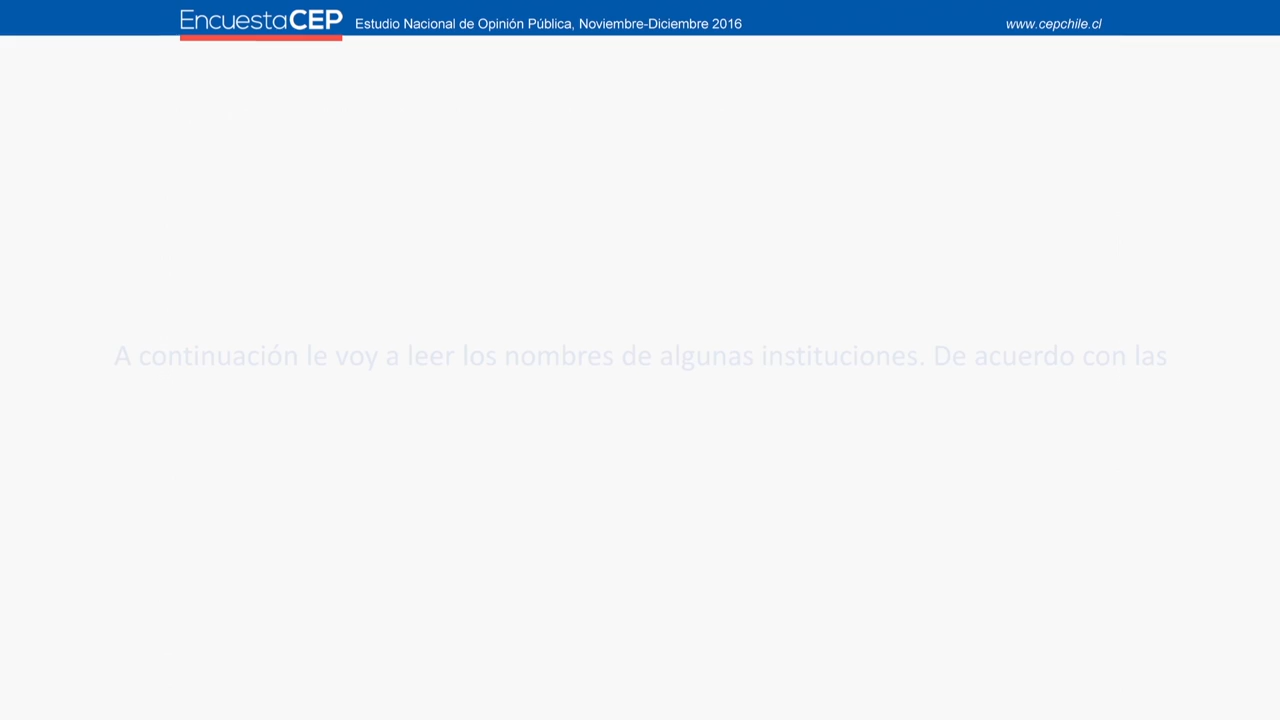 EncuestaCEP Estudio Nacional de Opinión Pública, Noviembre-Diciembre 2016 www.cepchile.cl
A continuación le voy a leer los nombres de algunas instituciones. De acuerdo con las